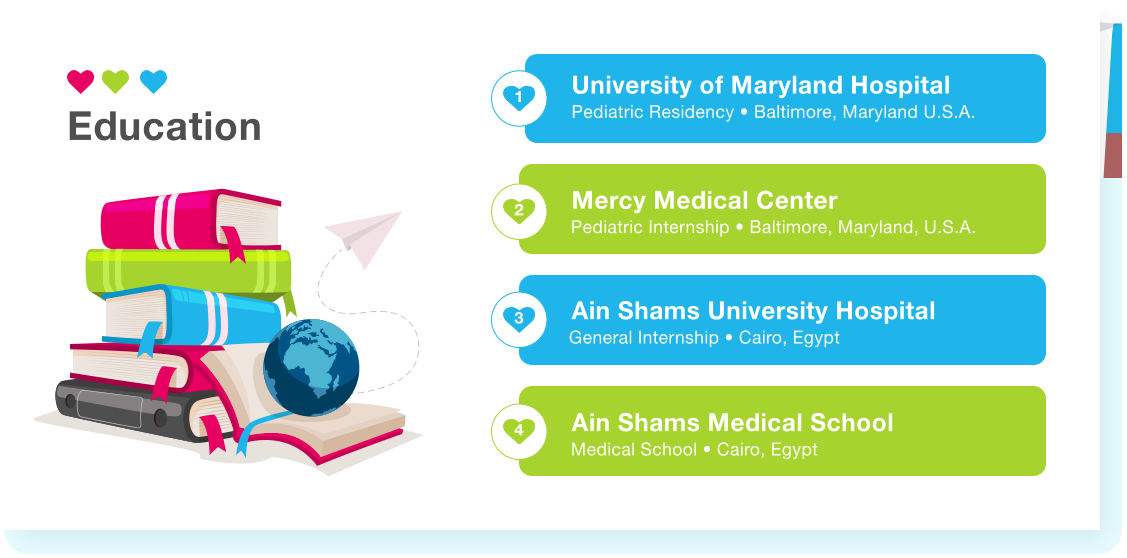 Education
1
University of Maryland Hospital
Pediatric Residency • Baltimore, Maryland U.S.A.
2
Mercy Medical Center
Pediatric Internship • Baltimore, Maryland, U.S.A.
3
Ain Shams University Hospital
General Internship • Cairo, Egypt
4
Ain Shams Medical School
Medical School • Cairo, Egypt